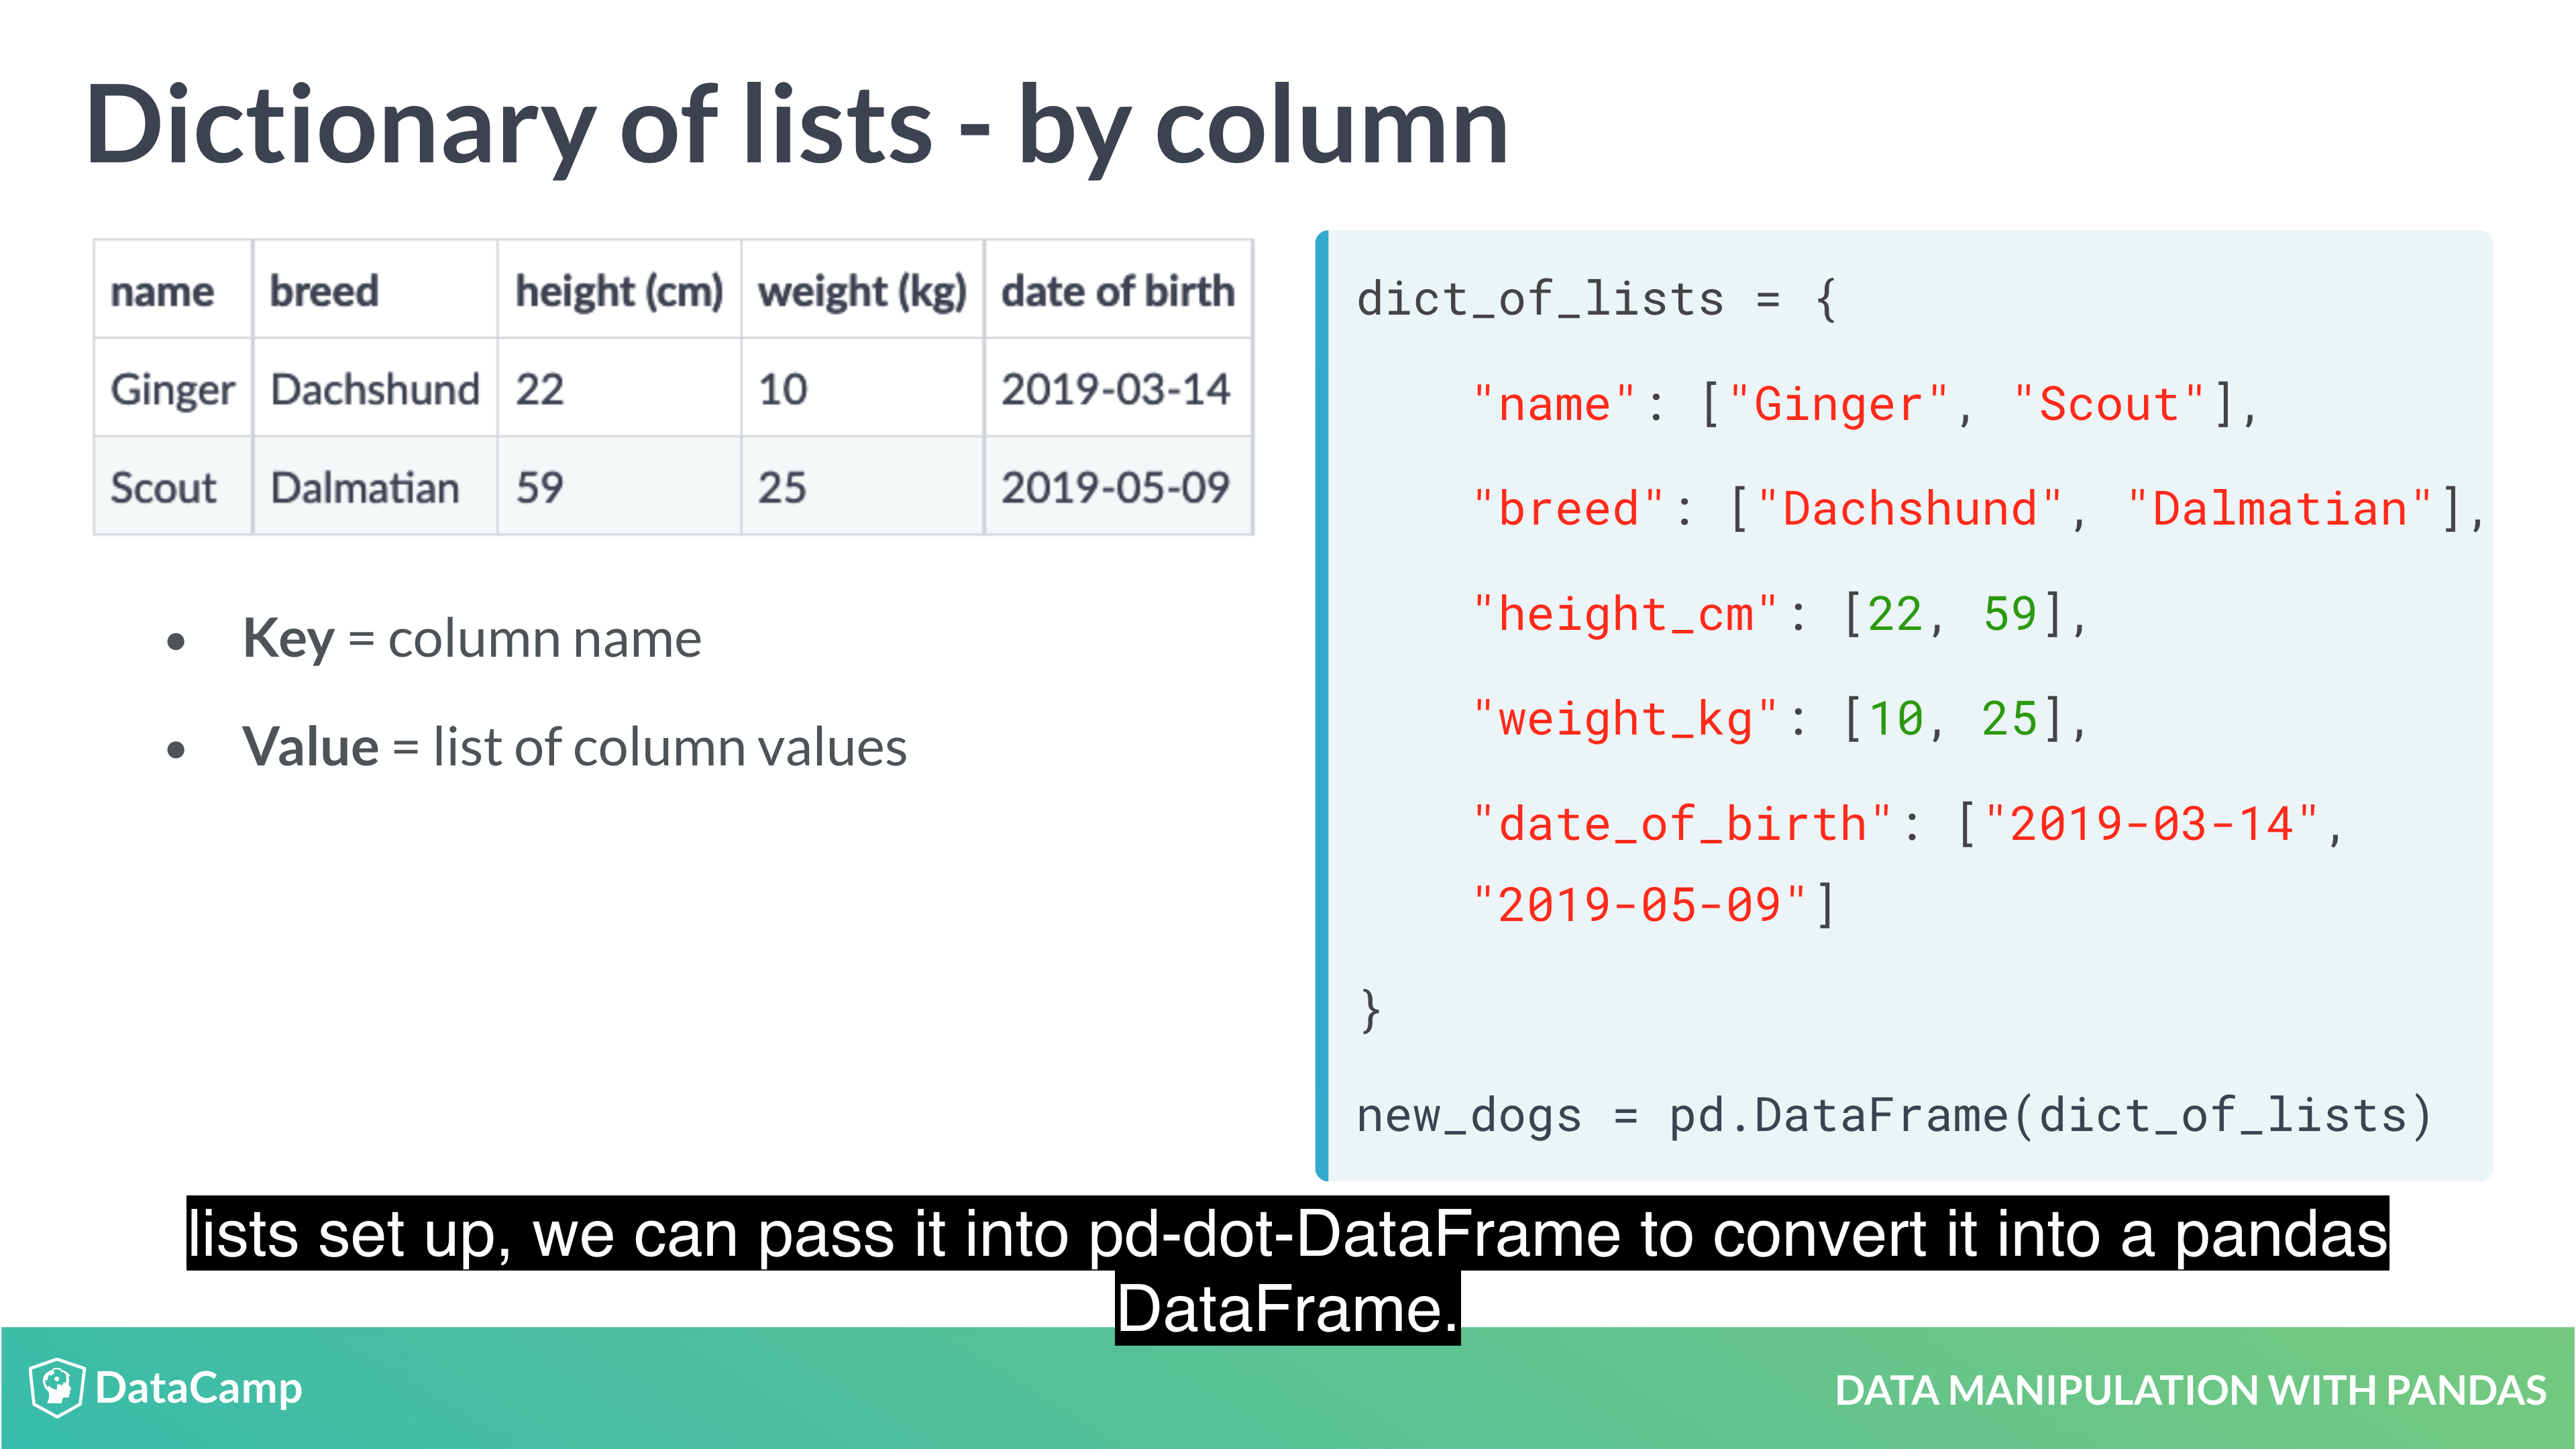 Dictionary of lists - by column
name breed height (cm) weight (kg) date of birth
Ginger Dachshund 22 10 2019-03-14
Scout Dalmatian 59 25 2019-05-09
• Key = column name
• Value = list of column values
dict_of_lists = {
"name": ["Ginger", "Scout"],
"breed": ["Dachshund", "Dalmatian"],
"height_cm": [22, 59],
"weight_kg": [10, 25],
"date_of_birth": ["2019-03-14",
"2019-05-09"]
}
new_dogs = pd.DataFrame(dict_of_lists)
lists set up, we can pass it into pd-dot-DataFrame to convert it into a pandas
DataFrame.
DataCamp
DATA MANIPULATION WITH PANDAS